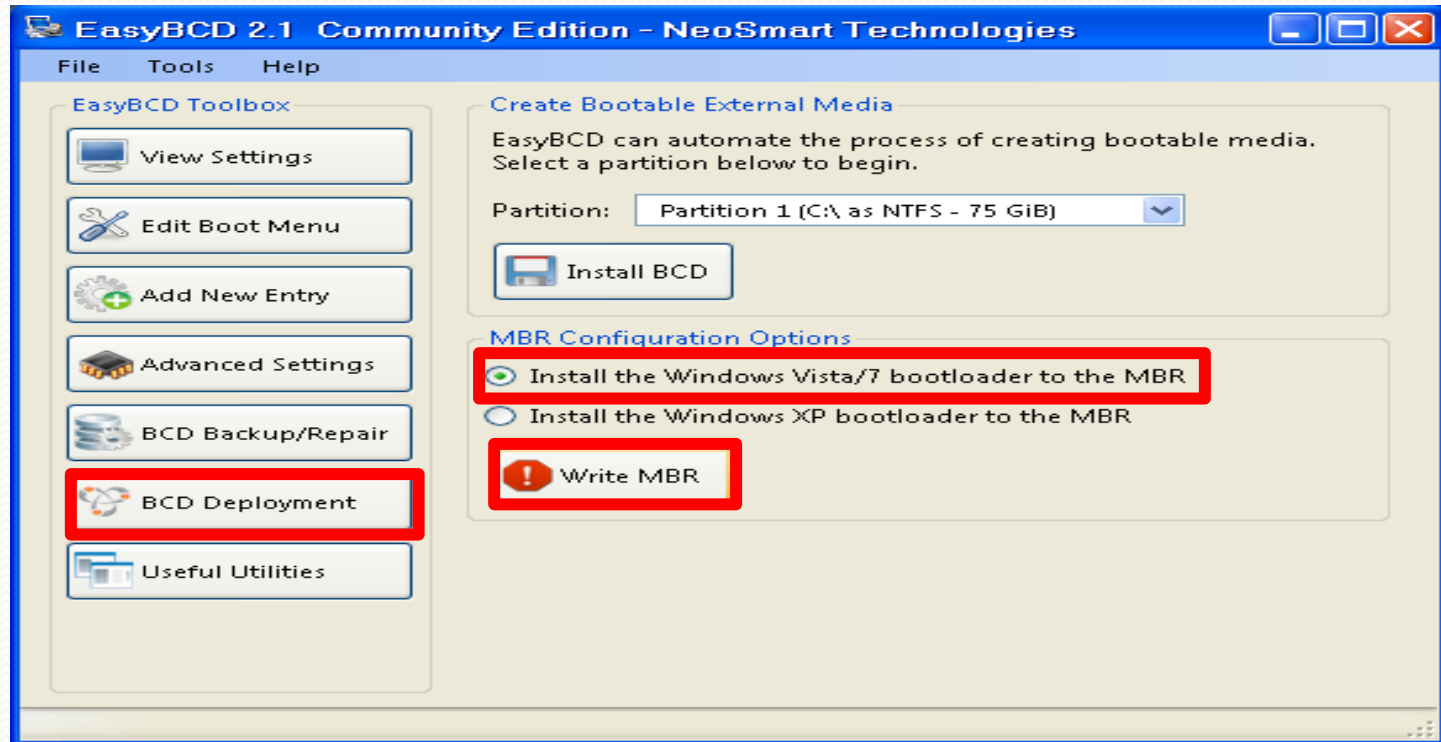 EasyBCD 2.1 Community Edition - NeoSmart Technologies
File Tools Help
EasyBCD Toolbox
View Settings
Edit Boot Menu
Add New Entry
Advanced Settings
BCD Backup/Repair
BCD Deployment
Useful Utilities
Create Bootable External Media
EasyBCD can automate the process of creating bootable media.
Select a partition below to begin.
Partition: Partition 1 (C:\ as NTFS - 75 GiB)
Install BCD
MBR Configuration Options
Install the Windows Vista/7 bootloader to the MBR
Install the Windows XP bootloader to the MBR
Write MBR